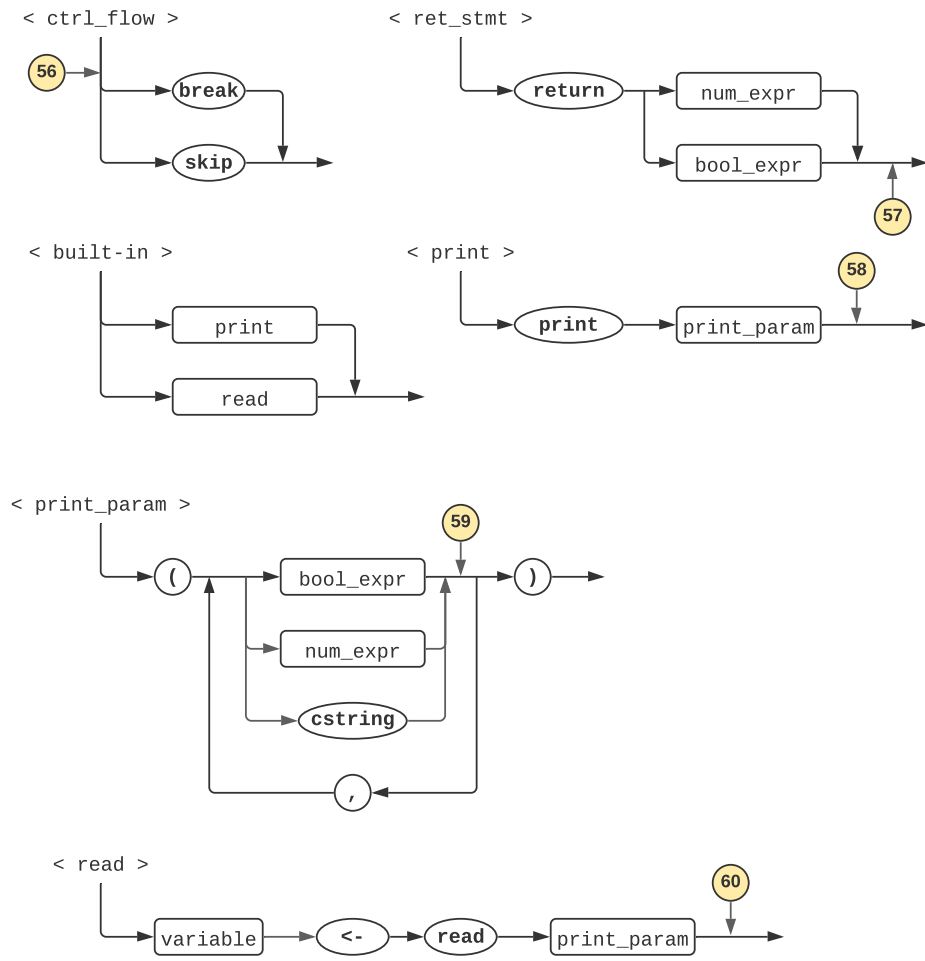 < ctrl_flow >
< ret_stmt >
56
break
return
num_expr
skip
bool_expr
57
< built-in >
< print >
58
print
print
print_param
read
< print_param >
59
(
bool_expr
)
num_expr
cstring
,
< read >
60
variable
<-
read
print_param